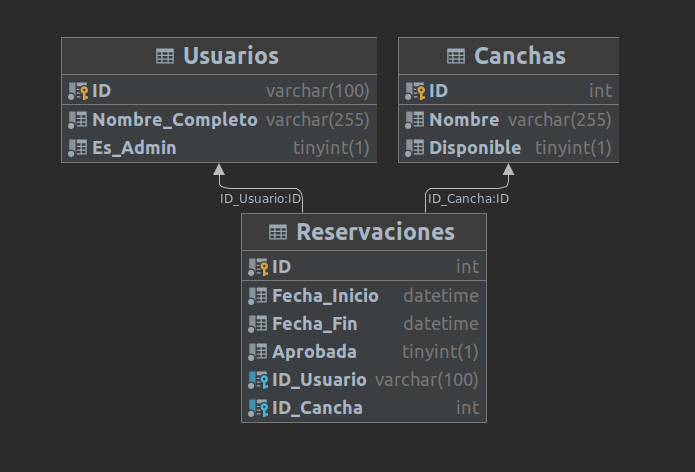 Usuarios
ID varchar(100)
Nombre_Completo varchar(255)
Es_Admin tinyint(1)
Canchas
ID int
Nombre varchar(255)
Disponible tinyint(1)
ID_Usuario:ID
ID_Cancha:ID
Reservaciones
ID int
Fecha_Inicio datetime
Fecha_Fin datetime
Aprobada tinyint(1)
ID_Usuario varchar(100)
ID_Cancha int